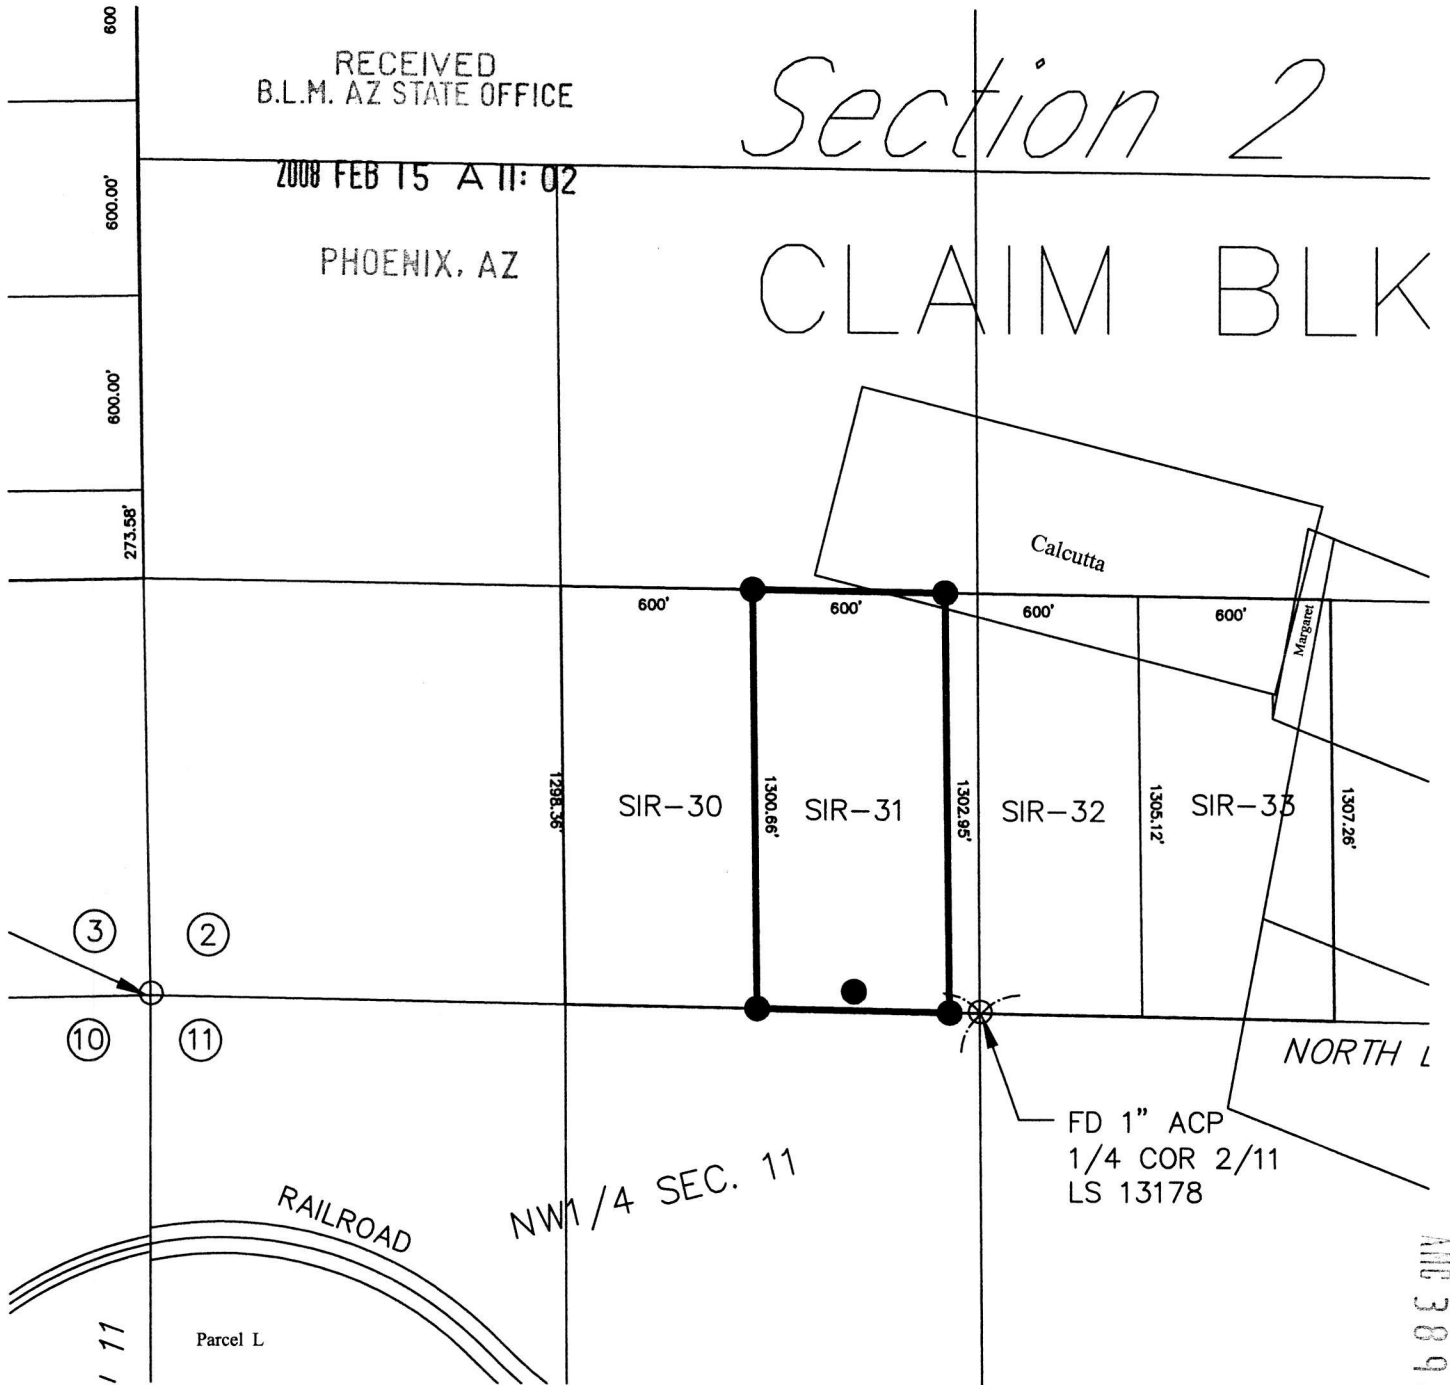 600
RECEIVED
B.L.M. AZ STATE OFFICE
2008 FEB 15 A 11: 02
PHOENIX, AZ
Section 2
CLAIM BLK
600.00'
600.00'
273.58'
Calcutta
Margaret
600'
600'
600'
600'
1298.36'
SIR-30
1300.66'
SIR-31
1302.95'
SIR-32
1305.12'
SIR-33
1307.26'
3
2
10
11
NORTH L
FD 1" ACP
1/4 COR 2/11
LS 13178
NW1/4 SEC. 11
RAILROAD
Parcel L
11
AMC 389